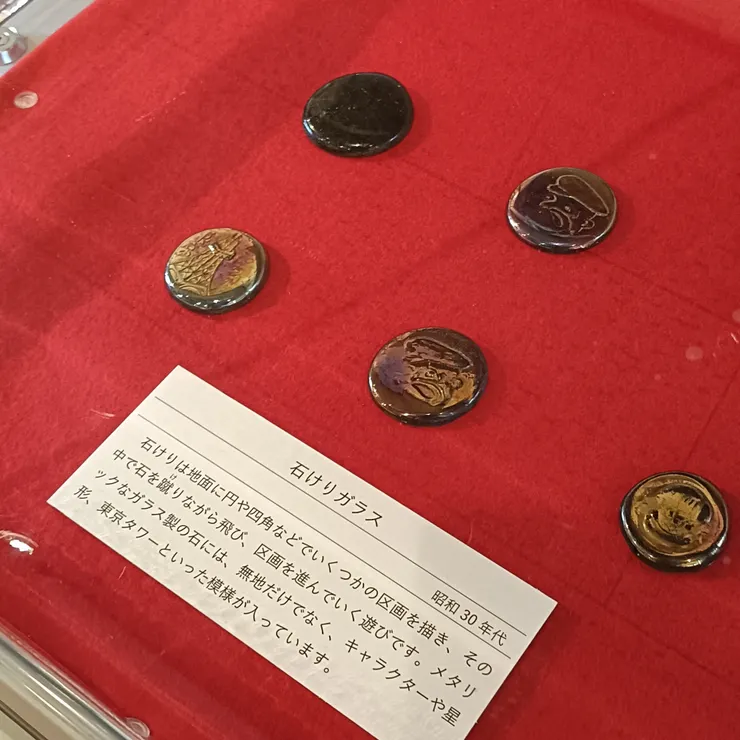 石けりガラス
昭和30年代
石けりは地面に円や四角などでいくつかの区画を描き、その
け
中で石を蹴りながら飛び、区画を進んでいく遊びです。メタリ
ックなガラス製の石には、無地だけでなく、キャラクターや星
形、東京タワーといった模様が入っています。